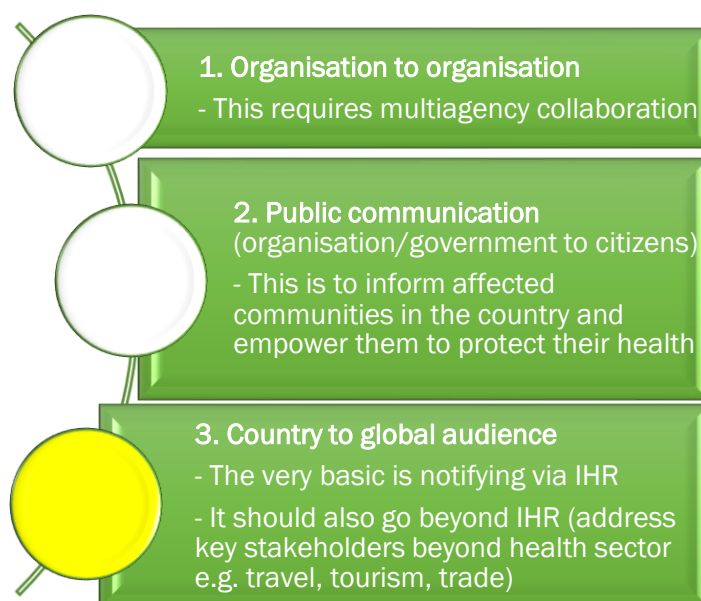 1. Organisation to organisation
- This requires multiagency collaboration
2. Public communication
(organisation/government to citizens)
- This is to inform affected
communities in the country and
empower them to protect their health
3. Country to global audience
- The very basic is notifying via IHR
- It should also go beyond IHR (address
key stakeholders beyond health sector
e.g. travel, tourism, trade)